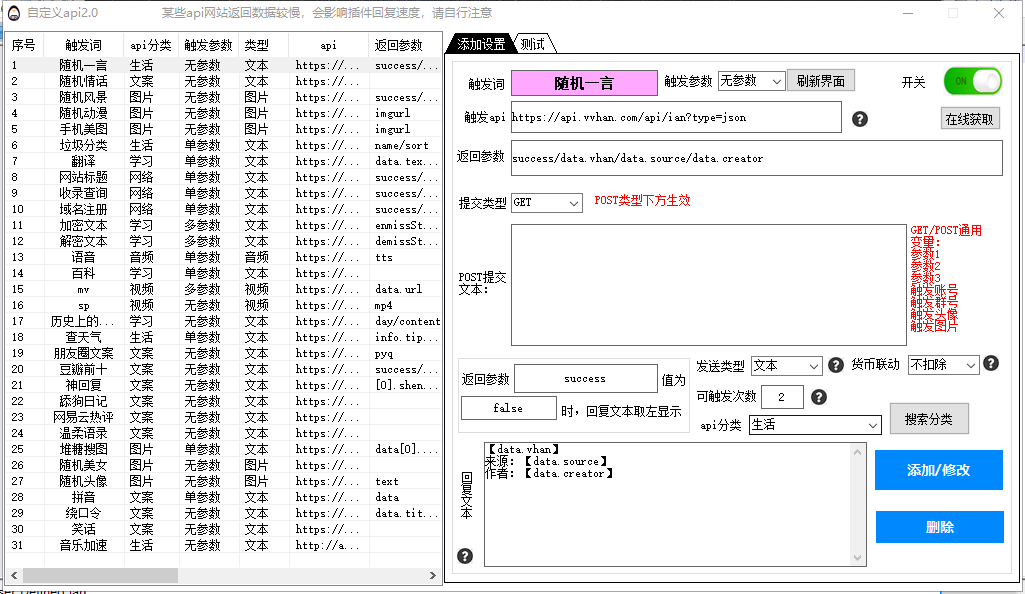 自定义api2.0 某些api网站返回数据较慢，会影响插件回复速度，请自行注意
序号 触发词 api分类 触发参数 类型 api 返回参数
1 随机一言 生活 无参数 文本 https://... success/...
2 随机情话 文案 无参数 文本 https://...
3 随机风景 图片 无参数 图片 https://... success/...
4 随机动漫 图片 无参数 图片 https://... imgurl
5 手机美图 图片 无参数 图片 https://... imgurl
6 垃圾分类 生活 单参数 文本 https://... name/sort
7 翻译 学习 单参数 文本 https://... data.tex...
8 网站标题 网络 单参数 文本 https://... success/...
9 收录查询 网络 单参数 文本 https://... success/...
10 域名注册 网络 单参数 文本 https://... success/...
11 加密文本 学习 多参数 文本 https://... enmissSt...
12 解密文本 学习 多参数 文本 https://... demissSt...
13 语音 音频 单参数 音频 https://... tts
14 百科 学习 单参数 文本 https://...
15 mv 视频 多参数 视频 https://... data.url
16 sp 视频 无参数 视频 https://... mp4
17 历史上的... 学习 无参数 文本 https://... day/content
18 查天气 生活 单参数 文本 https://... info.tip...
19 朋友圈文案 文案 无参数 文本 https://... pyq
20 豆瓣前十 文案 无参数 文本 https://... success/...
21 神回复 文案 无参数 文本 https://... [0].shen...
22 舔狗日记 文案 无参数 文本 https://...
23 网易云热评 文案 无参数 文本 https://...
24 温柔语录 文案 无参数 文本 https://...
25 堆糖搜图 图片 单参数 文本 https://... data[0]....
26 随机美女 图片 无参数 图片 https://...
27 随机头像 图片 无参数 文本 https://... text
28 拼音 文案 单参数 文本 https://... data
29 绕口令 文案 无参数 文本 https://... data.tit...
30 笑话 文案 无参数 文本 https://...
31 音乐加速 生活 无参数 文本 http://a...
添加设置 测试
触发词 随机一言 触发参数 无参数 刷新界面 开关 ON
触发api https://api.vvhan.com/api/ian?type=json ? 在线获取
返回参数 success/data.vhan/data.source/data.creator
提交类型 GET POST类型下方生效
POST提交
文本：
GET/POST通用
变量：
参数1
参数2
参数3
触发账号
触发群号
触发头像
触发图片
返回参数 success 值为
false 时，回复文本取左显示
发送类型 文本 ? 货币联动 不扣除 ?
可触发次数 2 ?
api分类 生活 搜索分类
回复文本
?
【data.vhan】
来源：【data.source】
作者：【data.creator】
添加/修改
删除